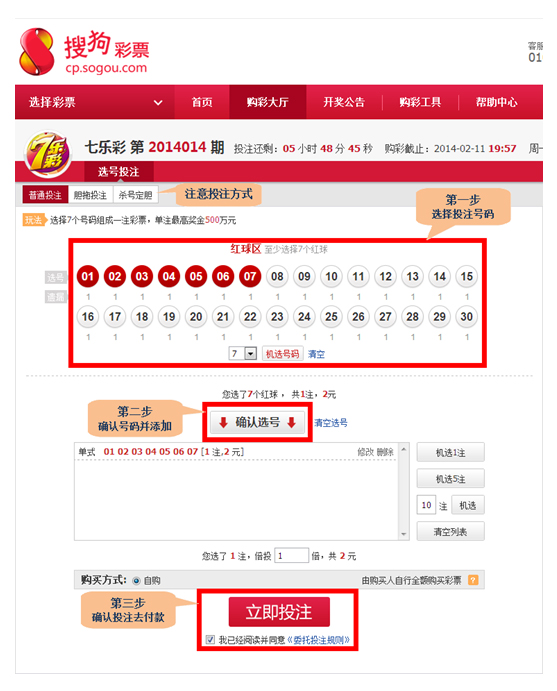 搜狗彩票
cp.sogou.com
客服
01
选择彩票 首页 购彩大厅 开奖公告 购彩工具 帮助中心
7乐彩
七乐彩 第 2014014 期 投注还剩：05 小时 48 分 45 秒 购彩截止：2014-02-11 19:57 周一
选号投注
普通投注 胆拖投注 杀号定胆 注意投注方式
玩法 选择7个号码组成一注彩票，单注最高奖金500万元
第一步
选择投注号码
红球区 至少选择7个红球
选号 01 02 03 04 05 06 07 08 09 10 11 12 13 14 15
遗漏 1 1 1 1 1 1 1 1 1 1 1 1 1 1 1
16 17 18 19 20 21 22 23 24 25 26 27 28 29 30
1 1 1 1 1 1 1 1 1 1 1 1 1 1 1
7 机选号码 清空
您选了7个红球，共1注，2元
第二步
确认号码并添加
确认选号 清空选号
单式 01 02 03 04 05 06 07 [1 注,2 元] 修改 删除
机选1注
机选5注
10 注 机选
清空列表
您选了 1 注，倍投 1 倍，共 2 元
购买方式： 自购 由购买人自行全额购买彩票 ?
第三步
确认投注去付款
立即投注
我已经阅读并同意《委托投注规则》